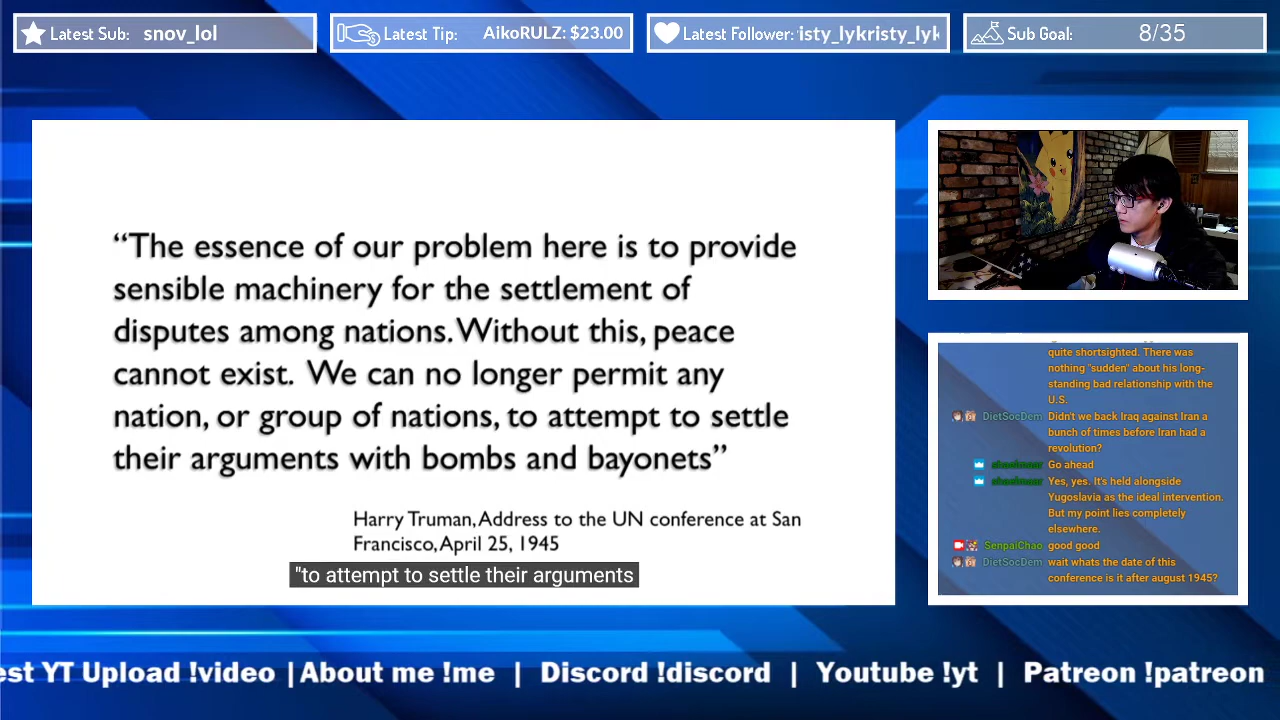 Latest Sub: snov_lol
Latest Tip: AikoRULZ: $23.00
Latest Follower: isty_lykristy_lyk
Sub Goal: 8/35
“The essence of our problem here is to provide
sensible machinery for the settlement of
disputes among nations. Without this, peace
cannot exist. We can no longer permit any
nation, or group of nations, to attempt to settle
their arguments with bombs and bayonets”
Harry Truman, Address to the UN conference at San
Francisco, April 25, 1945
"to attempt to settle their arguments
quite shortsighted. There was
nothing "sudden" about his long-
standing bad relationship with the
U.S.
DietSocDem Didn't we back Iraq against Iran a
bunch of times before Iran had a
revolution?
Go ahead
Yes, yes. It's held alongside
Yugoslavia as the ideal intervention.
But my point lies completely
elsewhere.
SenpaiChao good good
DietSocDem wait whats the date of this
conference is it after august 1945?
est YT Upload !video | About me !me | Discord !discord | Youtube !yt | Patreon !patreon